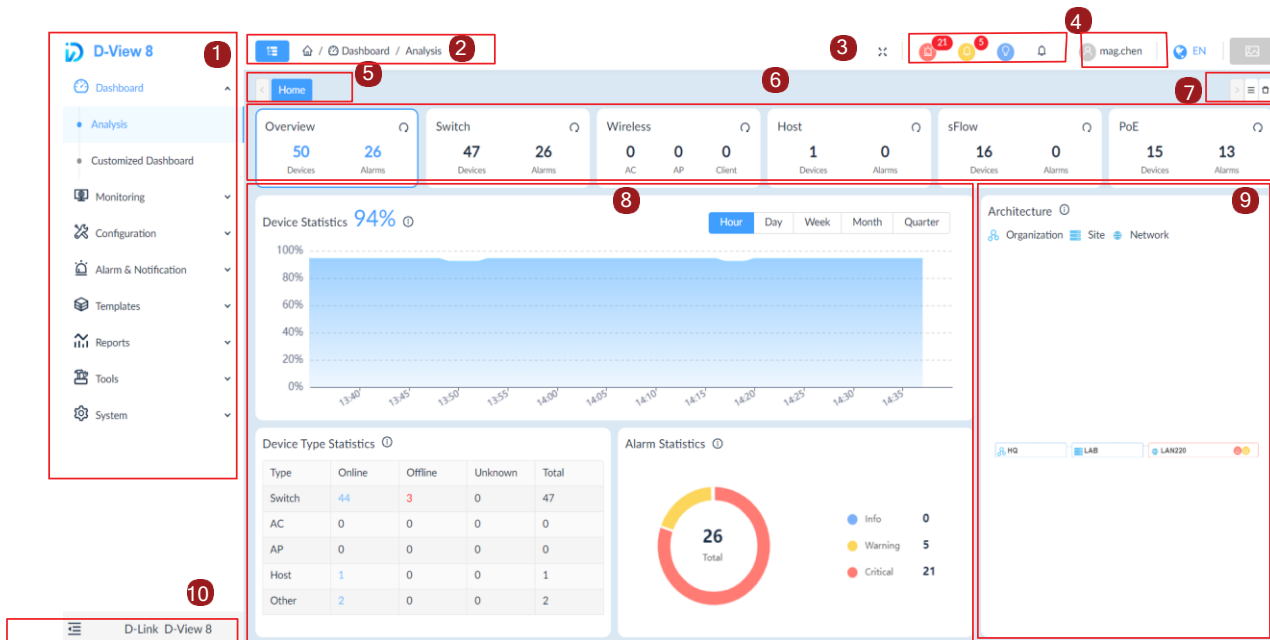 D-View 8
1
Dashboard
Analysis
Customized Dashboard
Monitoring
Configuration
Alarm & Notification
Templates
Reports
Tools
System
10
D-Link D-View 8
/ Dashboard / Analysis
2
3
21
5
4
mag.chen
EN
Home
5
6
7
Overview
50
26
Devices
Alarms
Switch
47
26
Devices
Alarms
Wireless
0
0
0
AC
AP
Client
Host
1
0
Devices
Alarms
sFlow
16
0
Devices
Alarms
PoE
15
13
Devices
Alarms
8
Device Statistics 94%
Hour Day Week Month Quarter
100%
80%
60%
40%
20%
0%
13:40' 13:45' 13:50' 13:55' 14:00' 14:05' 14:10' 14:15' 14:20' 14:25' 14:30' 14:35'
Device Type Statistics
Type Online Offline Unknown Total
Switch 44 3 0 47
AC 0 0 0 0
AP 0 0 0 0
Host 1 0 0 1
Other 2 0 0 2
Alarm Statistics
26
Total
Info 0
Warning 5
Critical 21
9
Architecture
Organization Site Network
HQ LAB LAN220